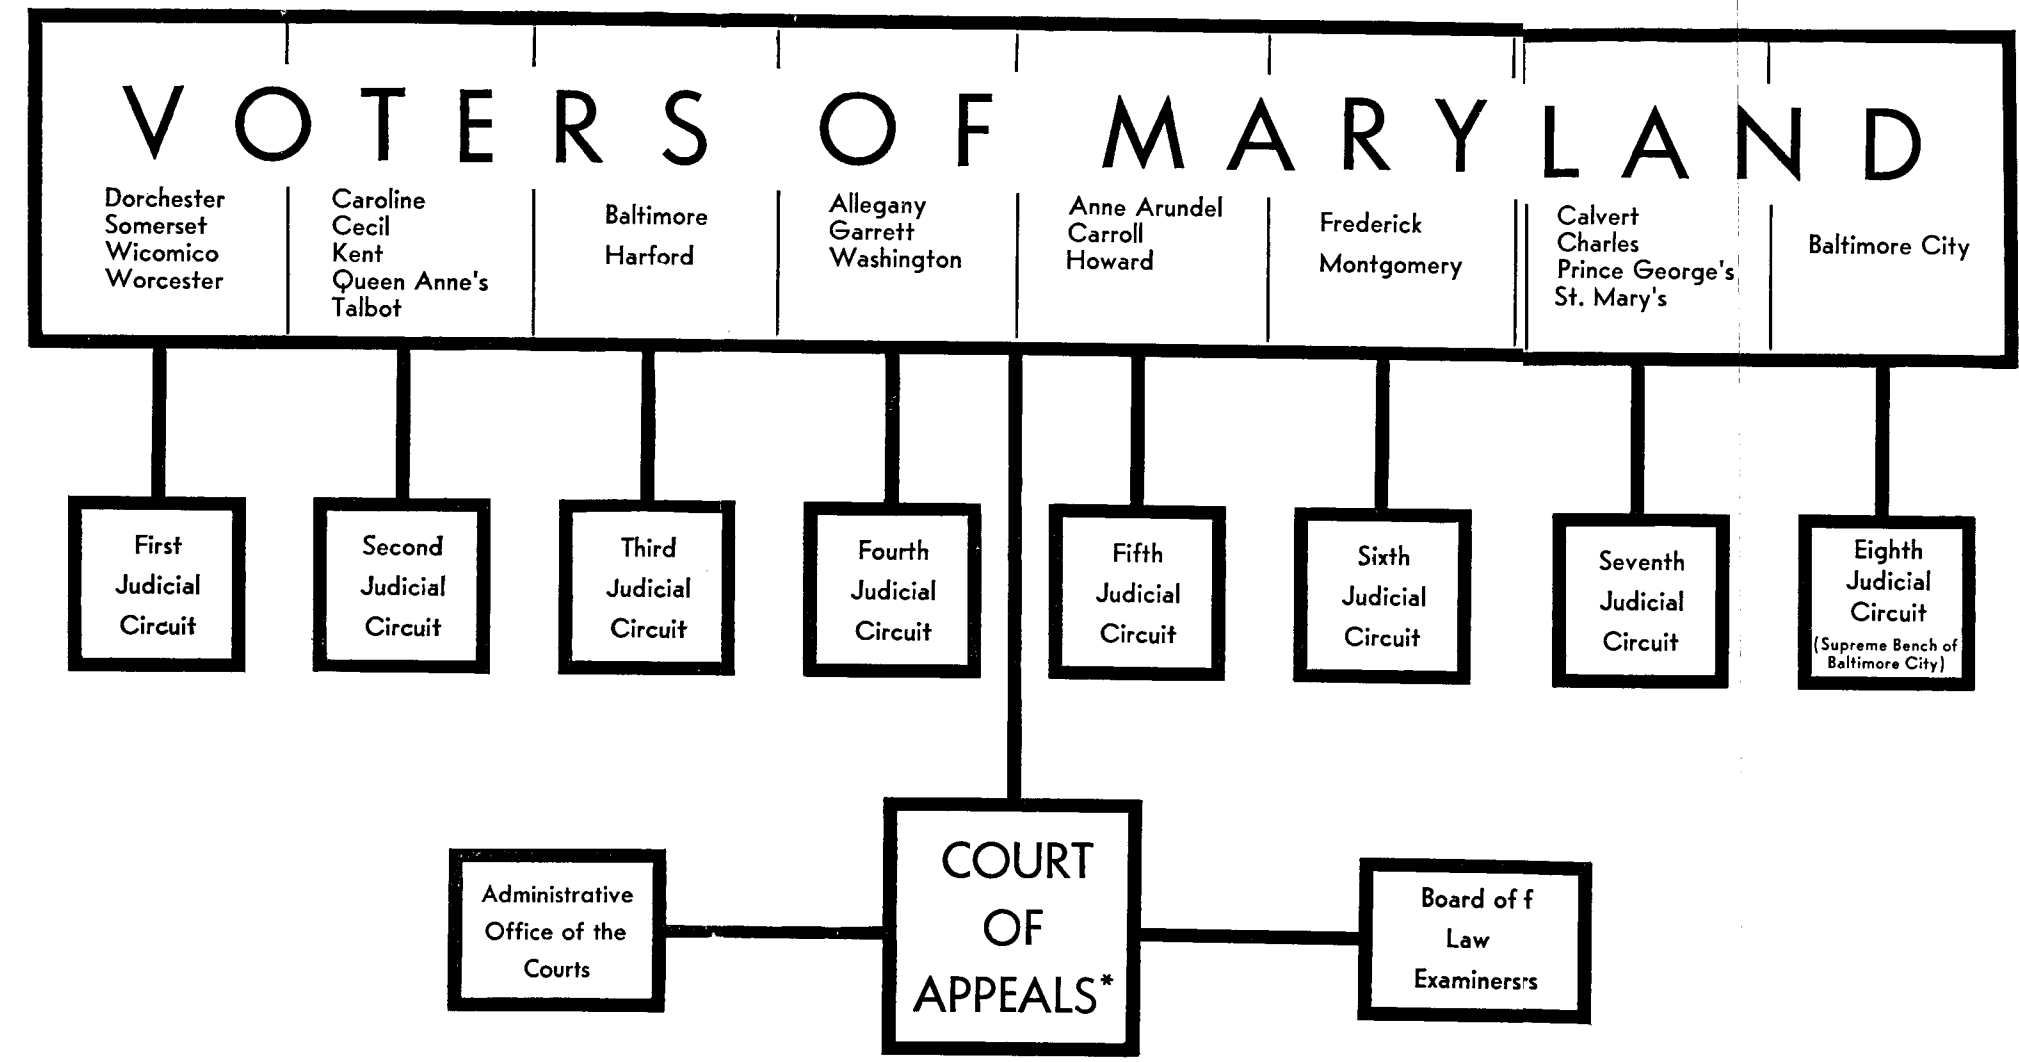 VOTERS OF MARYLAND
Dorchester
Somerset
Wicomico
Worcester
Caroline
Cecil
Kent
Queen Anne's
Talbot
Baltimore
Harford
Allegany
Garrett
Washington
Anne Arundel
Carroll
Howard
Frederick
Montgomery
Calvert
Charles
Prince George's
St. Mary's
Baltimore City
First
Judicial
Circuit
Second
Judicial
Circuit
Third
Judicial
Circuit
Fourth
Judicial
Circuit
Fifth
Judicial
Circuit
Sixth
Judicial
Circuit
Seventh
Judicial
Circuit
Eighth
Judicial
Circuit
(Supreme Bench of
Baltimore City)
Administrative
Office of the
Courts
COURT
OF
APPEALS*
Board of f
Law
Examinersrs